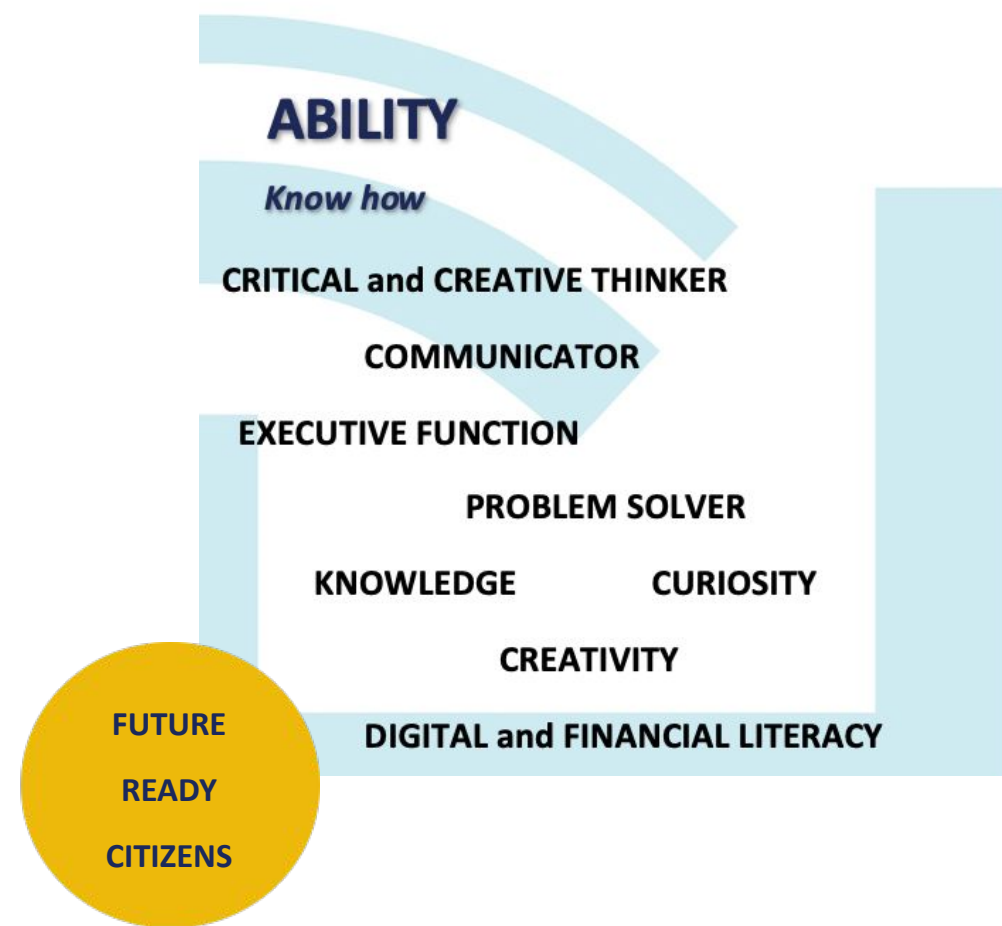 ABILITY
Know how
CRITICAL and CREATIVE THINKER
COMMUNICATOR
EXECUTIVE FUNCTION
PROBLEM SOLVER
KNOWLEDGE CURIOSITY
CREATIVITY
DIGITAL and FINANCIAL LITERACY
FUTURE
READY
CITIZENS